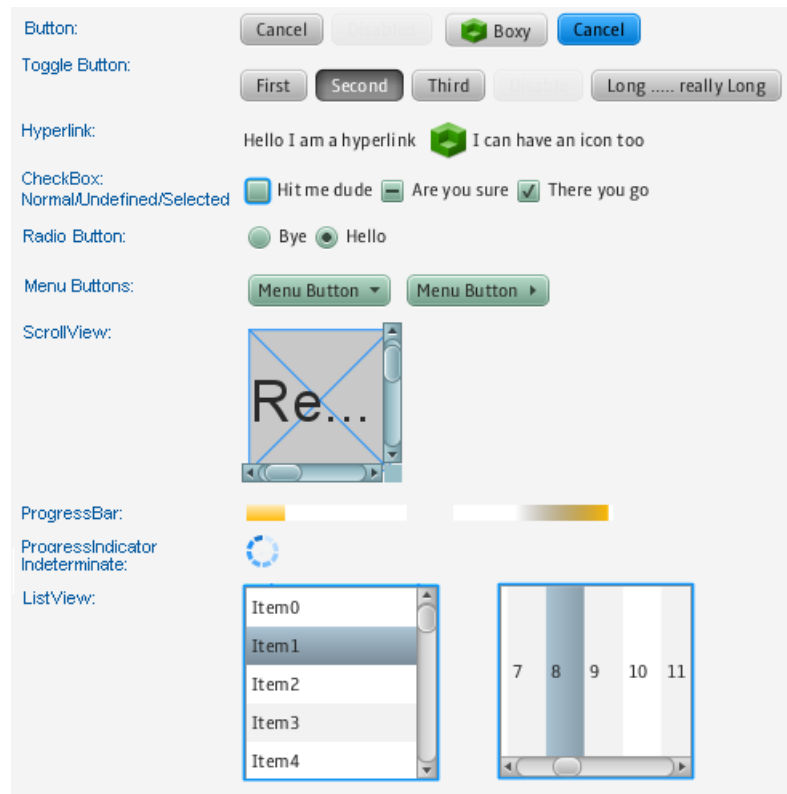 Button: Cancel Disabled Boxy Cancel
Toggle Button: First Second Third Disable Long ..... really Long
Hyperlink: Hello I am a hyperlink I can have an icon too
CheckBox:
Normal/Undefined/Selected Hit me dude Are you sure There you go
Radio Button: Bye Hello
Menu Buttons: Menu Button Menu Button
ScrollView:
Re...
ProgressBar:
ProgressIndicator
Indeterminate:
ListView:
Item0
Item1
Item2
7 8 9 10 11
Item3
Item4